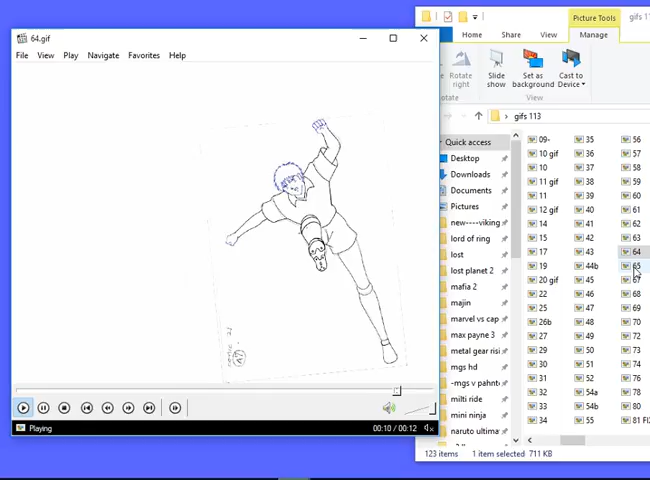 64.gif
File View Play Navigate Favorites Help
00:10 / 00:12
Playing
Picture Tools
gifs 11
Home Share View Manage
Rotate right
Slide show
Set as background
Cast to Device
View
gifs 113
Quick access
Desktop
Downloads
Documents
Pictures
new----viking
lord of ring
lost
lost planet 2
mafia 2
majin
marvel vs cap
max payne 3
metal gear risi
mgs hd
-mgs v pahnte
milti ride
mini ninja
naruto ultima
09- 35 56
10 gif 36 57
10 37 58
11 gif 38 59
11 39 60
12 gif 40 61
14 41 62
15 42 63
17 43 64
19 44b 65
20 gif 45 67
22 46 68
25 47 69
26b 48 70
27 49 72
29 50 73
30 51 74
31 52 76
32 54a 78
33 54b 80
34 55 81 FI
123 items 1 item selected 711 KB